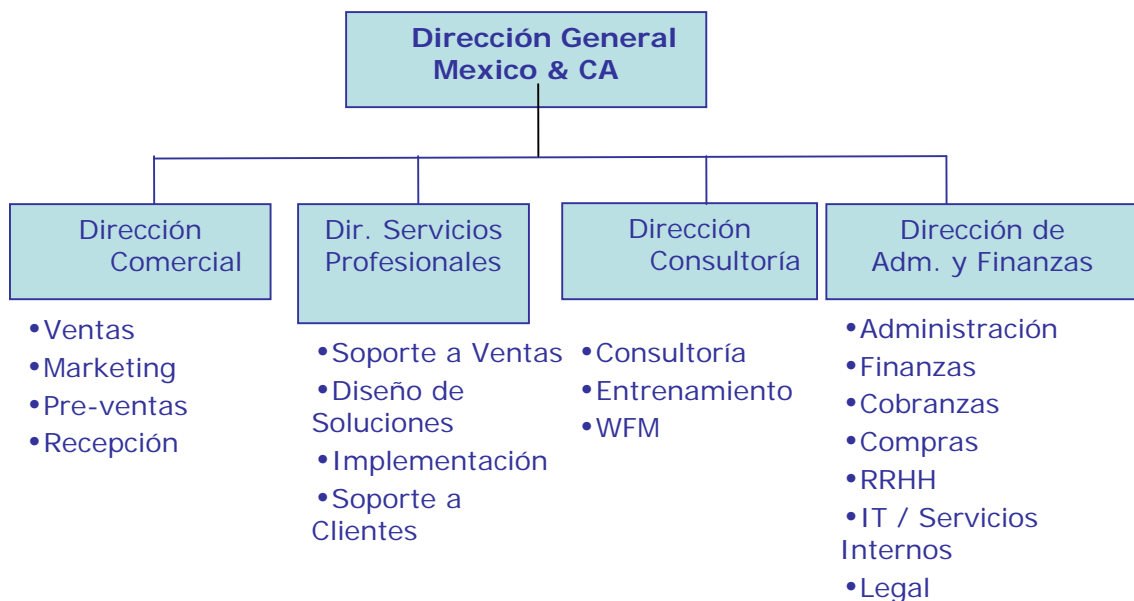 Dirección General
Mexico & CA
Dirección
Comercial
•Ventas
•Marketing
•Pre-ventas
•Recepción
Dir. Servicios
Profesionales
•Soporte a Ventas
•Diseño de
Soluciones
•Implementación
•Soporte a
Clientes
Dirección
Consultoría
•Consultoría
•Entrenamiento
•WFM
Dirección de
Adm. y Finanzas
•Administración
•Finanzas
•Cobranzas
•Compras
•RRHH
•IT / Servicios
Internos
•Legal